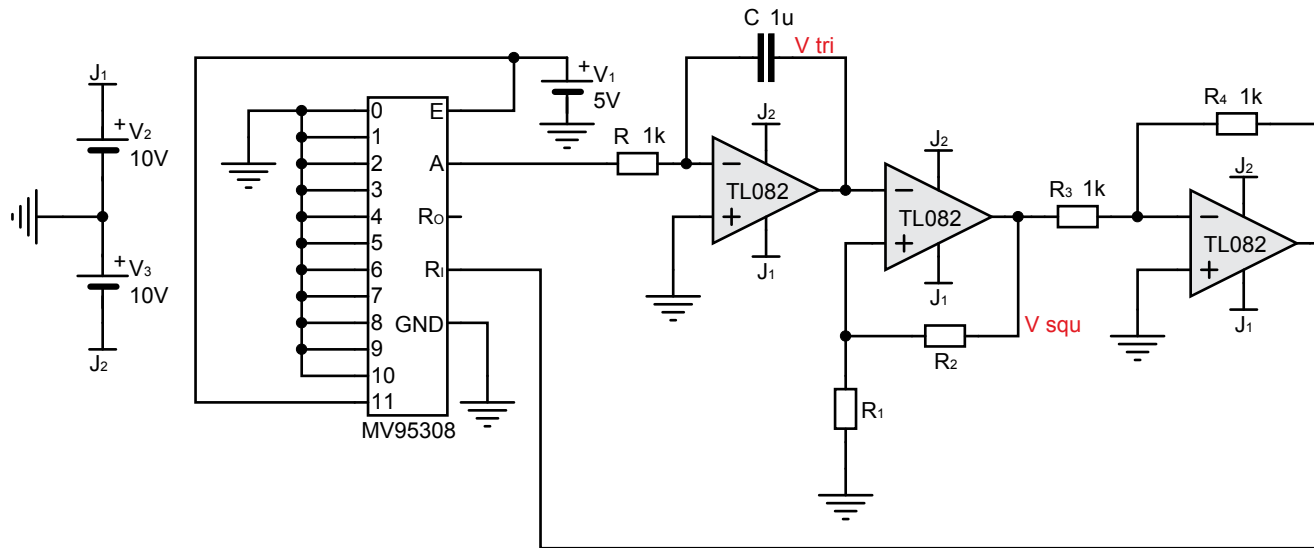 J1
+ V2
10V
+ V3
10V
J2
0
1
2
3
4
5
6
7
8
9
10
11
E
A
RO
RI
GND
MV95308
+ V1
5V
R 1k
C 1u
V tri
J2
−
+
TL082
J1
J2
−
+
TL082
J1
R2
V squ
R1
R3 1k
R4 1k
J2
−
+
TL082
J1